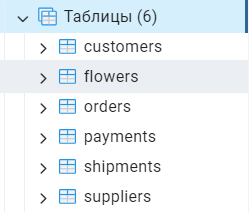 Таблицы (6)
customers
flowers
orders
payments
shipments
suppliers